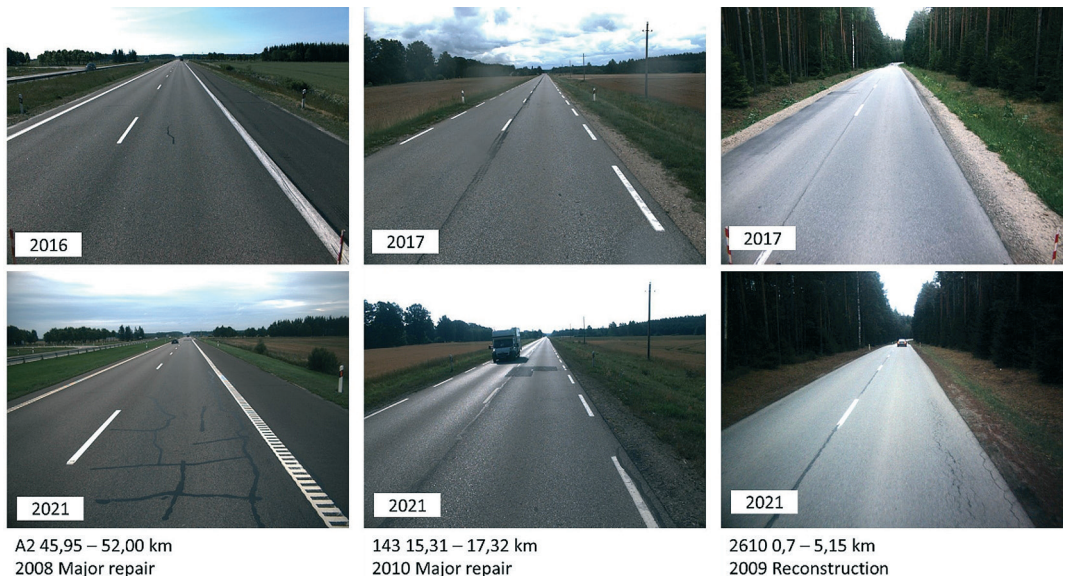 2016
2017
2017
2021
2021
2021
A2 45,95 – 52,00 km
2008 Major repair
143 15,31 – 17,32 km
2010 Major repair
2610 0,7 – 5,15 km
2009 Reconstruction